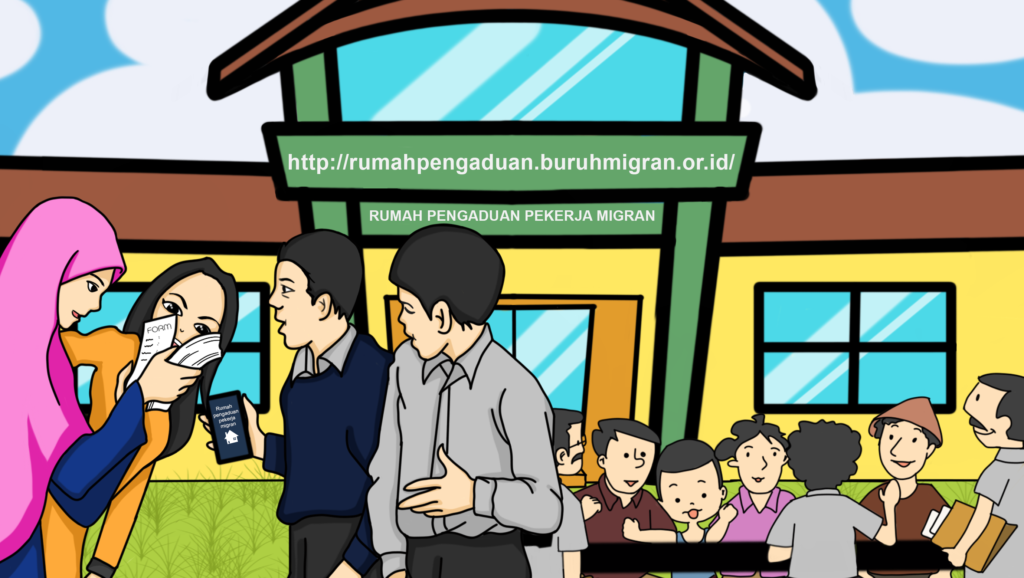 http://rumahpengaduan.buruhmigran.or.id/
RUMAH PENGADUAN PEKERJA MIGRAN
FORM
Rumah
pengaduan
pekerja
migran